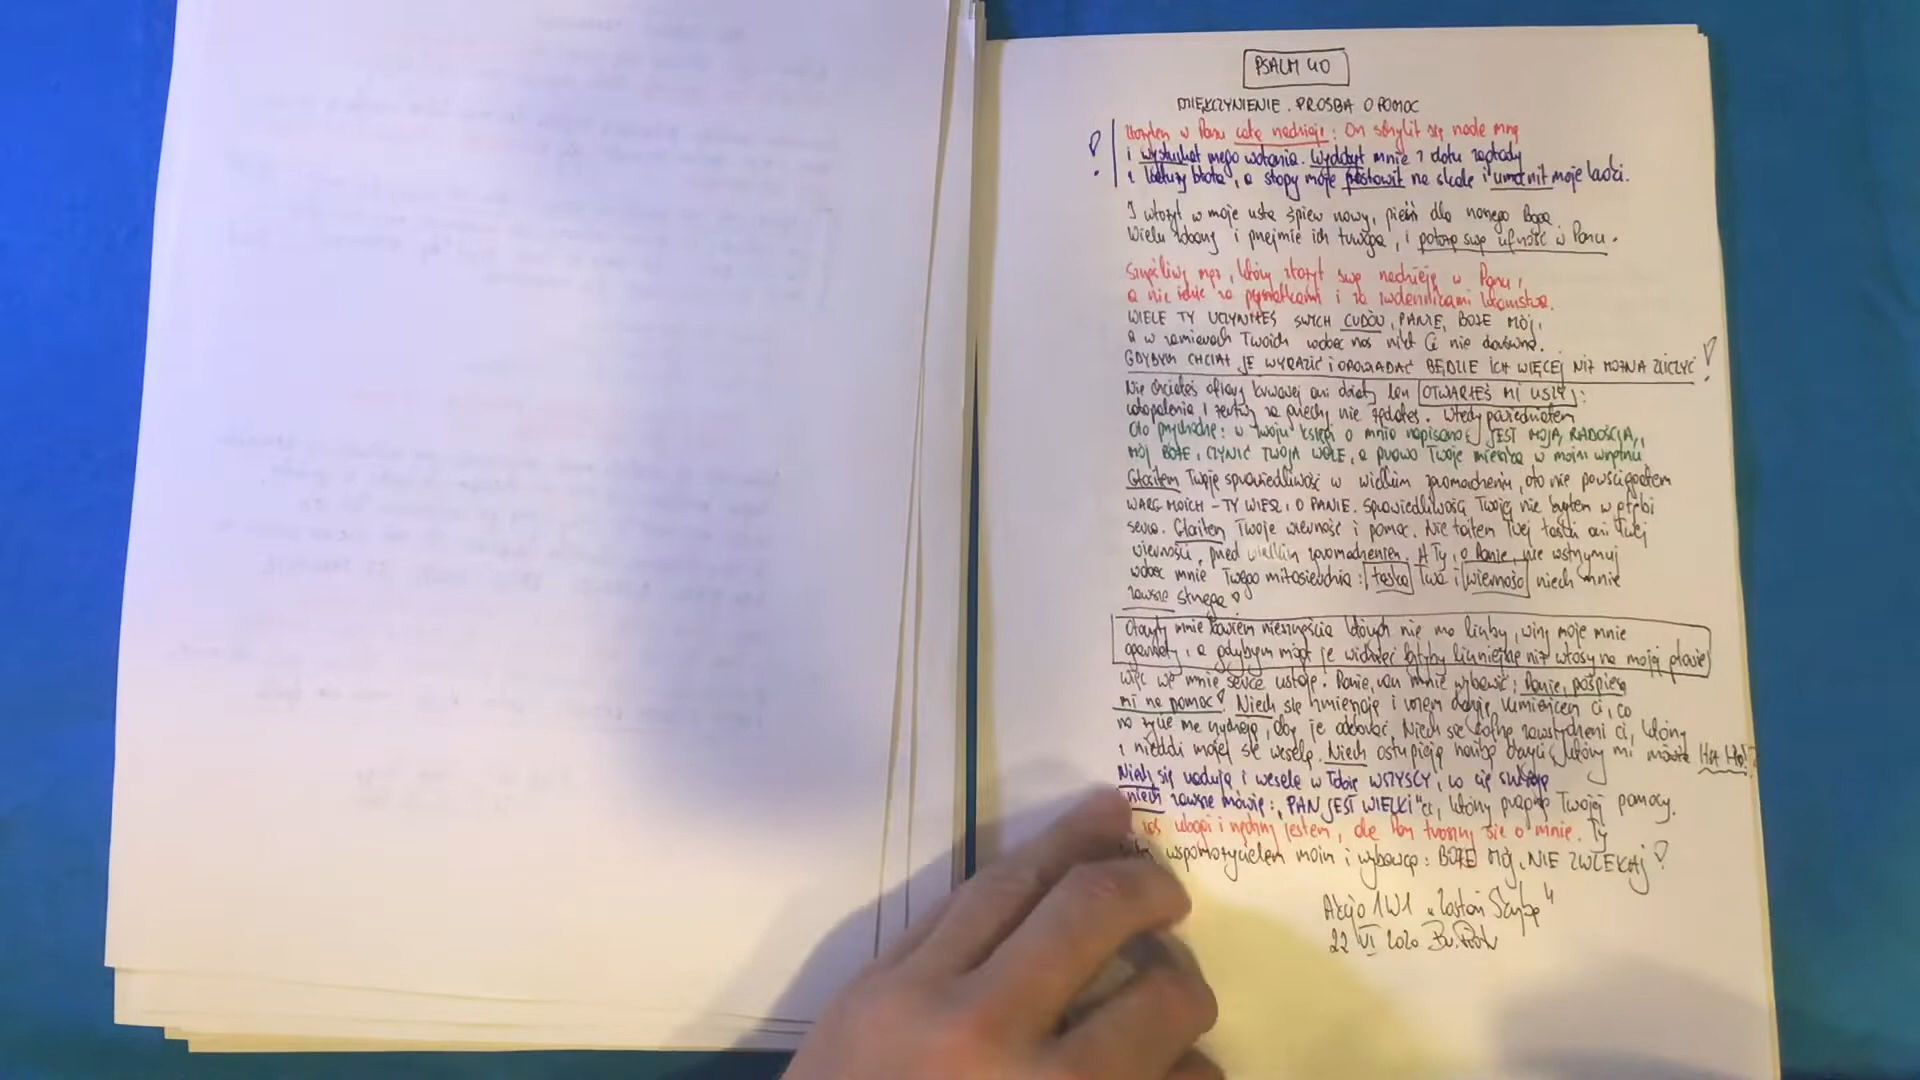 PSALM 40
DZIĘKCZYNIENIE. PROŚBA O POMOC
Złożyłem w Panu całą nadzieję: On schylił się nade mną
i wysłuchał mego wołania. Wydobył mnie z dołu zagłady
i kałuży błota, a stopy moje postawił na skale i umocnił moje kroki.
I włożył w moje usta śpiew nowy, pieśń dla naszego Boga.
Wielu zobaczy i przejmie ich trwoga, i położą swą ufność w Panu.
Szczęśliwy mąż, który złożył swą nadzieję w Panu,
a nie idzie za pyszałkami i za zwolennikami kłamstwa.
WIELE TY UCZYNIŁEŚ SWYCH CUDÓW, PANIE, BOŻE MÓJ,
a w zamiarach Twoich wobec nas nikt Ci nie dorówna.
GDYBYM CHCIAŁ JE WYRAZIĆ i OPOWIADAĆ BĘDZIE ICH WIĘCEJ NIŻ MOŻNA ZLICZYĆ!
Nie chciałeś ofiary krwawej ani obiaty lecz OTWARŁEŚ MI USZY:
całopalenia i żertwy za grzechy nie żądałeś. Wtedy powiedziałem
Oto przychodzę: w zwoju księgi o mnie napisano: JEST MOJĄ RADOŚCIĄ,
MÓJ BOŻE, CZYNIĆ TWOJĄ WOLĘ, a prawo Twoje mieszka w moim wnętrzu
Głosiłem Twoją sprawiedliwość w wielkim zgromadzeniu, oto nie powściągałem
WARG MOICH - TY WIESZ, O PANIE. Sprawiedliwości Twojej nie kryłem w głębi
serca. Głosiłem Twoją wierność i pomoc. Nie taiłem Twej łaski ani Twej
wierności, przed wielkim zgromadzeniem. A Ty, o Panie, nie wstrzymuj
wobec mnie Twego miłosierdzia: łaska Twa i wierność niech mnie
zawsze strzegą!
Otoczyły mnie bowiem nieszczęścia których nie ma liczby, winy moje mnie
ogarnęły, a gdybym mógł je widzieć byłyby liczniejsze niż włosy na mojej głowie
więc we mnie serce ustaje. Panie, racz mnie wybawić; Panie, pośpiesz
mi na pomoc! Niech się zmieszają i razem okryją rumieńcem ci, co
na życie me czyhają, aby je odebrać. Niech się cofną zawstydzeni ci, którzy
z niedoli mojej się weselą. Niech osłupieją hańbą okryci, którzy mi mówią Ha! Ha!
Niech się radują i weselą w Tobie WSZYSCY, co cię szukają
niech zawsze mówią: „PAN JEST WIELKI" ci, którzy pragną Twojej pomocy.
ubogi i nędzny jestem, ale Pan troszczy się o mnie. Ty
wspomożycielem moim i wybawcą: BOŻE MÓJ, NIE ZWLEKAJ!
Akcja 1W1 „Zostań Skrybą"
22 VI 2020 Br. Piotr